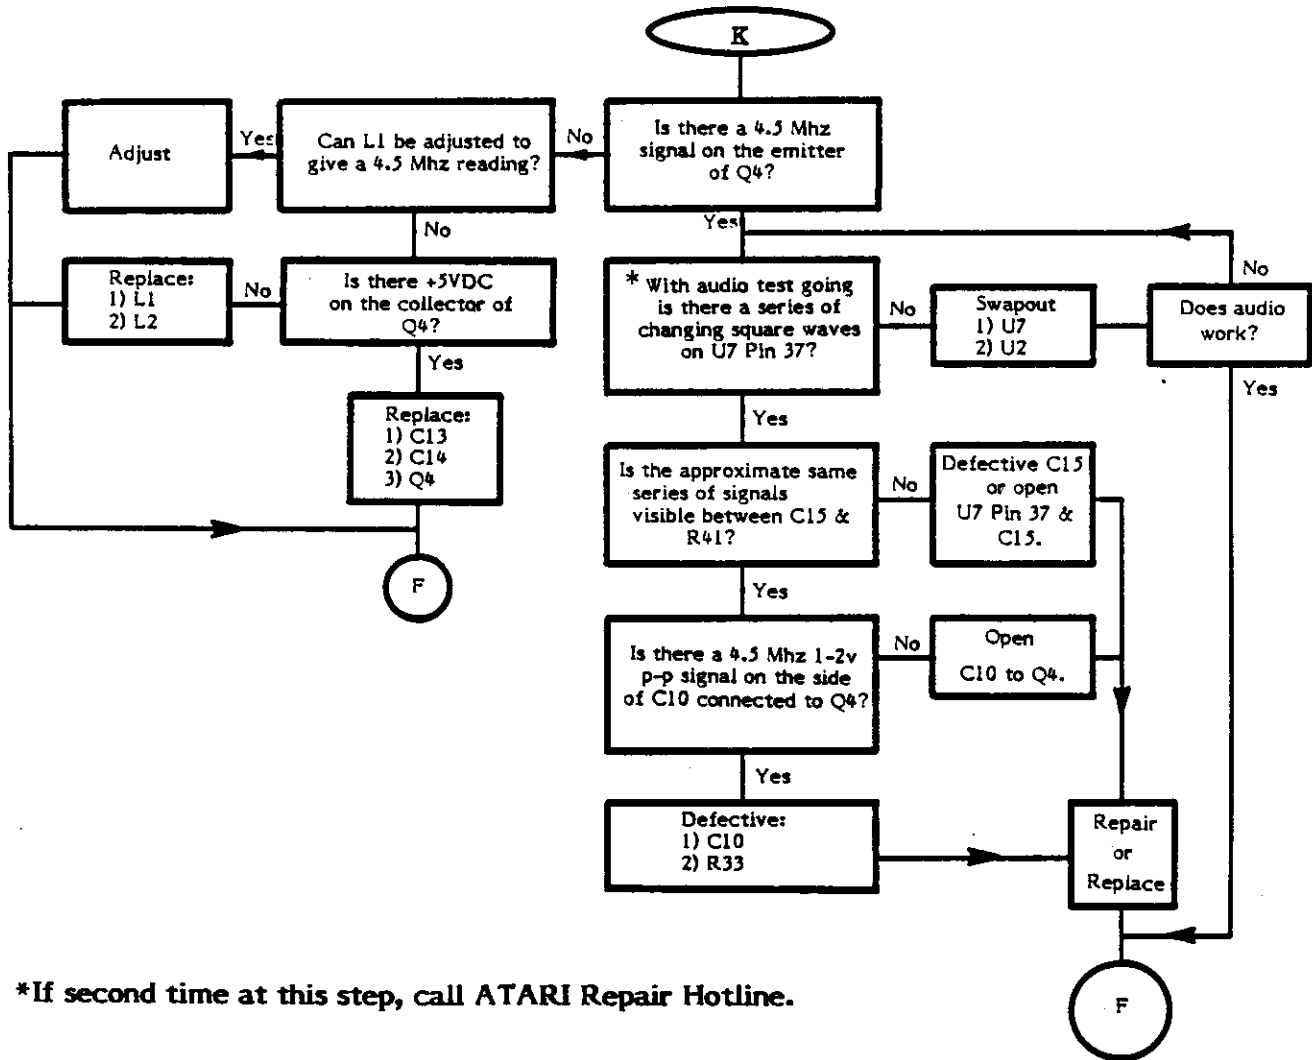 K
Is there a 4.5 Mhz
signal on the emitter
of Q4?
No
Can L1 be adjusted to
give a 4.5 Mhz reading?
Yes
Adjust
No
Is there +5VDC
on the collector of
Q4?
No
Replace:
1) L1
2) L2
Yes
Replace:
1) C13
2) C14
3) Q4
F
Yes
* With audio test going
is there a series of
changing square waves
on U7 Pin 37?
No
Swapout
1) U7
2) U2
Does audio
work?
No
Yes
Yes
Is the approximate same
series of signals
visible between C15 &
R41?
No
Defective C15
or open
U7 Pin 37 &
C15.
Yes
Is there a 4.5 Mhz 1-2v
p-p signal on the side
of C10 connected to Q4?
No
Open
C10 to Q4.
Yes
Defective:
1) C10
2) R33
Repair
or
Replace
F
*If second time at this step, call ATARI Repair Hotline.